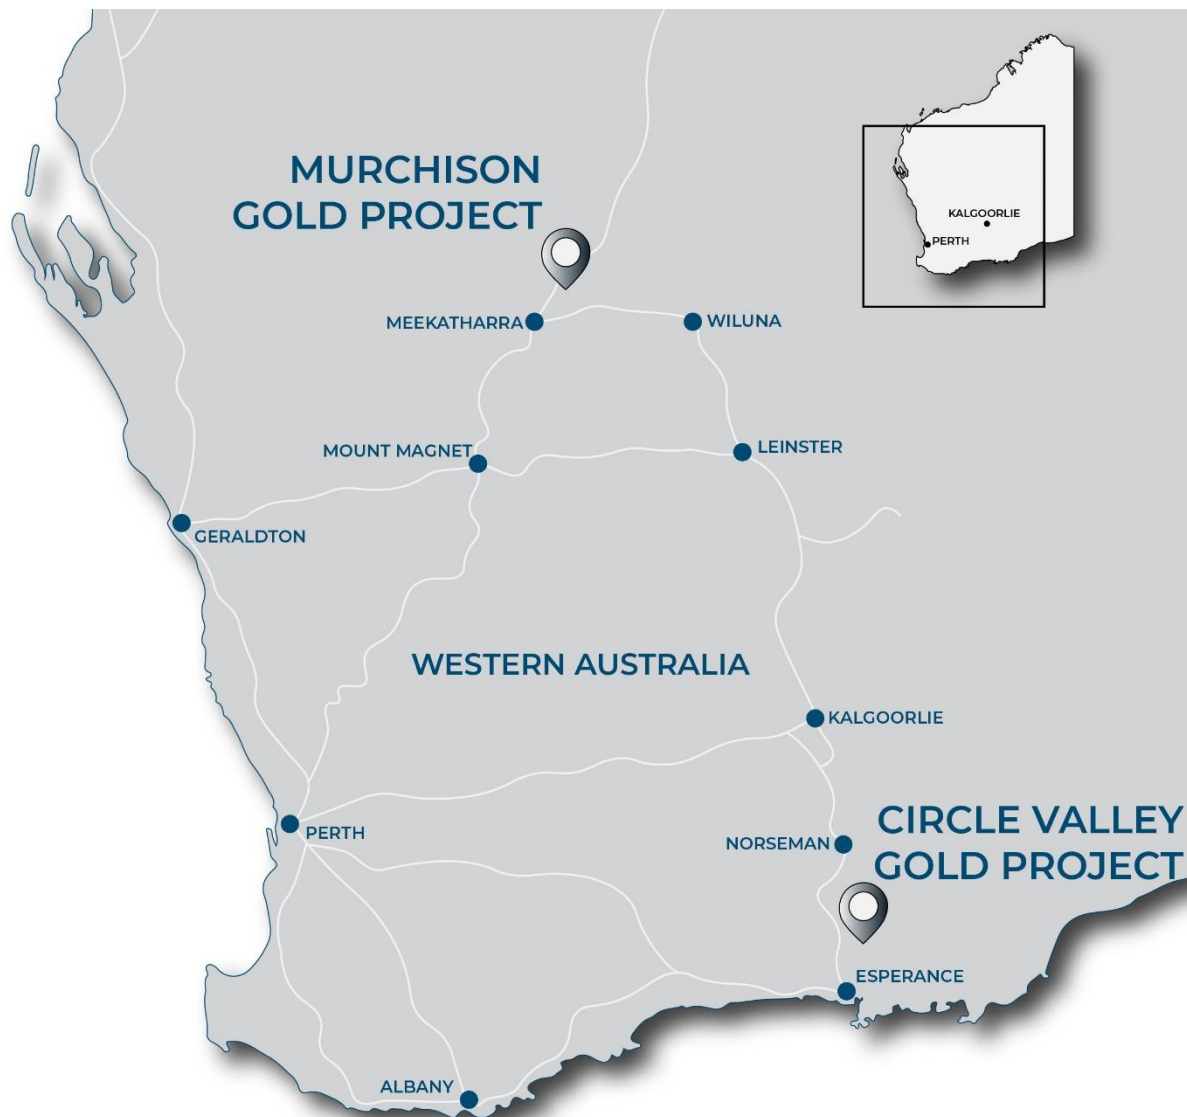 MURCHISON
GOLD PROJECT
KALGOORLIE
PERTH
MEEKATHARRA
WILUNA
MOUNT MAGNET
LEINSTER
GERALDTON
WESTERN AUSTRALIA
KALGOORLIE
PERTH
NORSEMAN
CIRCLE VALLEY
GOLD PROJECT
ESPERANCE
ALBANY